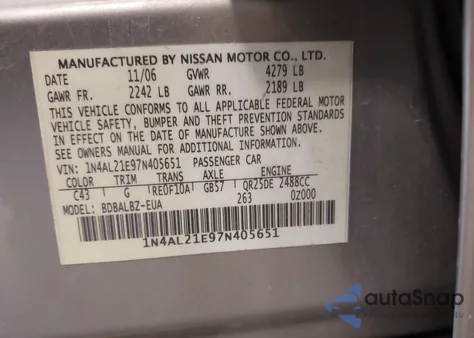 MANUFACTURED BY NISSAN MOTOR CO., LTD.
DATE 11/06 GVWR 4279 LB
GAWR FR. 2242 LB GAWR RR. 2189 LB
THIS VEHICLE CONFORMS TO ALL APPLICABLE FEDERAL MOTOR
VEHICLE SAFETY, BUMPER AND THEFT PREVENTION STANDARDS
IN EFFECT ON THE DATE OF MANUFACTURE SHOWN ABOVE.
SEE OWNERS MANUAL FOR ADDITIONAL INFORMATION.
VIN: 1N4AL21E97N405651 PASSENGER CAR
COLOR TRIM TRANS AXLE ENGINE
C43 G RE0F10A GB57 QR25DE 2488CC
MODEL: BDBALBZ-EUA 263 0Z000
1N4AL21E97N405651
autoSnap